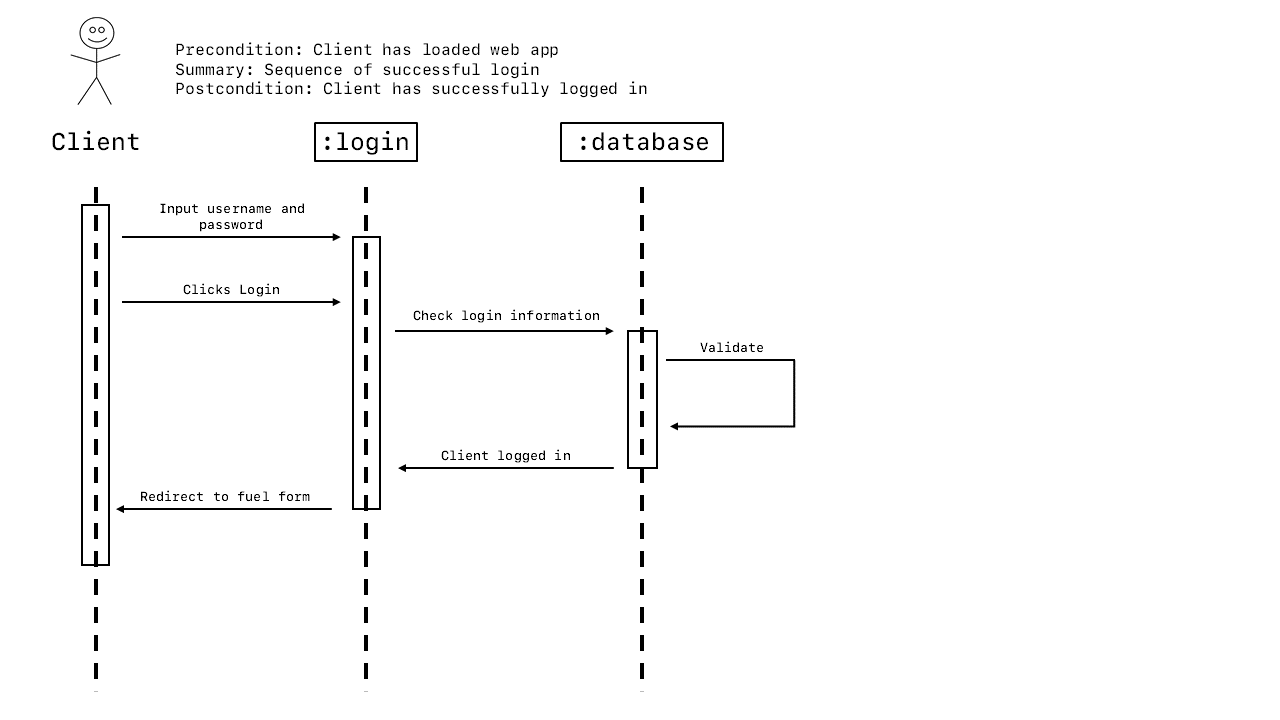 Precondition: Client has loaded web app
Summary: Sequence of successful login
Postcondition: Client has successfully logged in
Client
:login
:database
Input username and
password
Clicks Login
Check login information
Validate
Client logged in
Redirect to fuel form